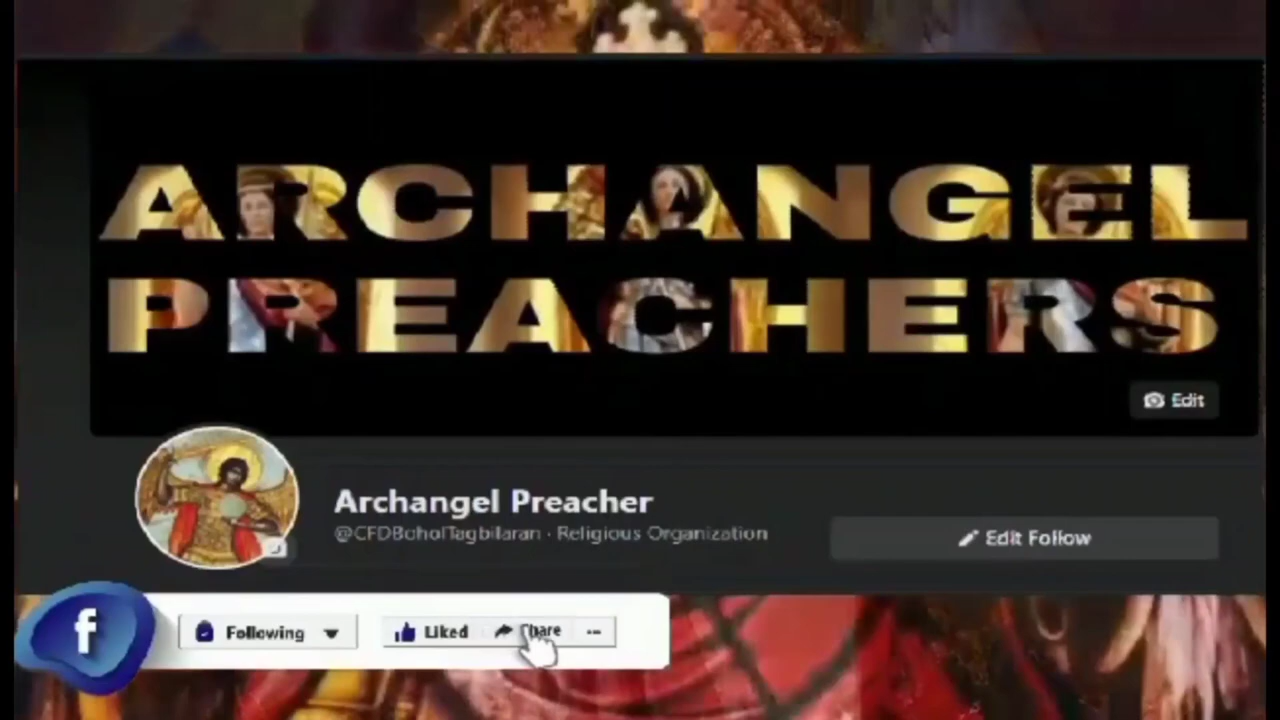 ARCHANGEL
PREACHERS
Edit
Archangel Preacher
@CFDBoholTagbilaran · Religious Organization
Edit Follow
f
Following
Liked
Share